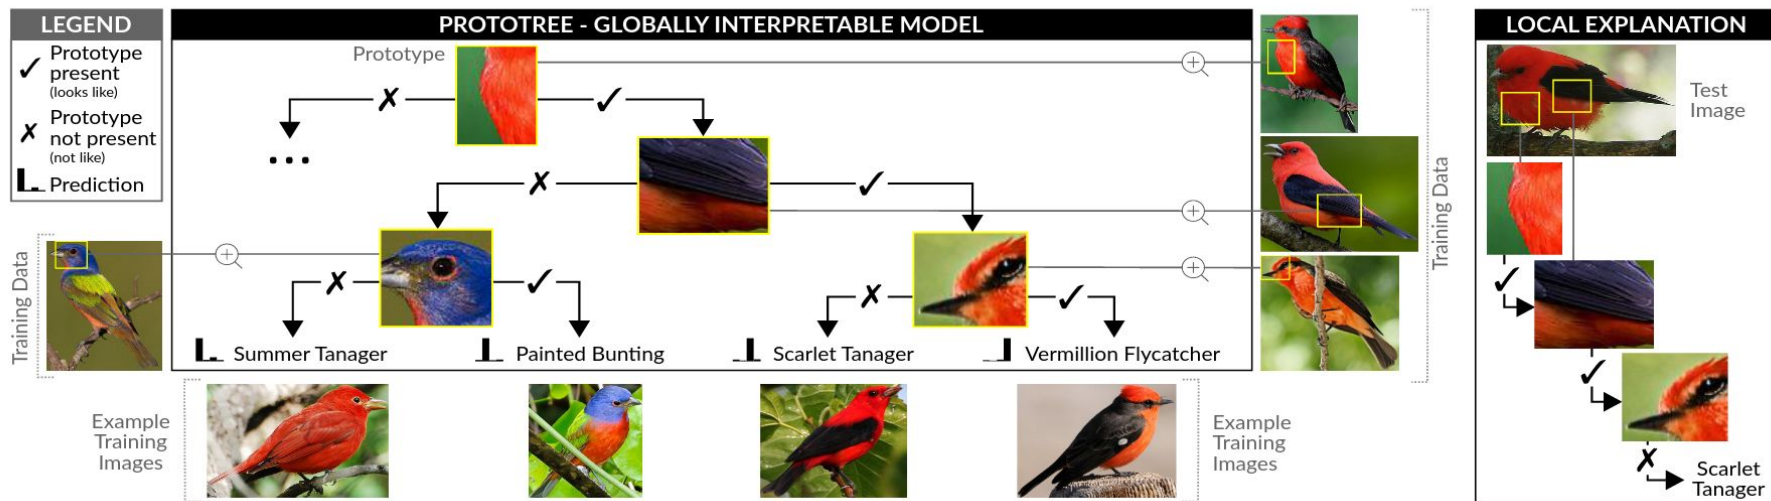 LEGEND
Prototype
present
(looks like)
Prototype
not present
(not like)
Prediction
PROTOTREE - GLOBALLY INTERPRETABLE MODEL
Prototype
Summer Tanager
Painted Bunting
Scarlet Tanager
Vermillion Flycatcher
Training Data
Training Data
Example
Training
Images
Example
Training
Images
LOCAL EXPLANATION
Test
Image
Scarlet
Tanager